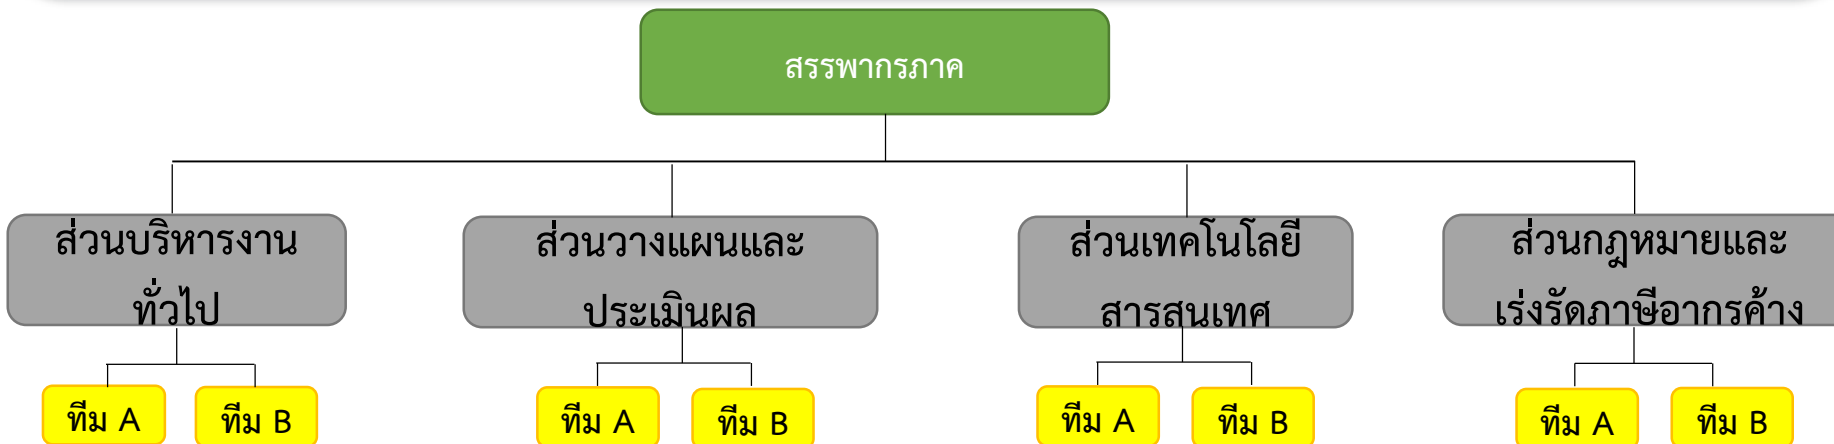 สรรพากรภาค
ส่วนบริหารงาน
ทั่วไป
ส่วนวางแผนและ
ประเมินผล
ส่วนเทคโนโลยี
สารสนเทศ
ส่วนกฎหมายและ
เร่งรัดภาษีอากรค้าง
ทีม A
ทีม B
ทีม A
ทีม B
ทีม A
ทีม B
ทีม A
ทีม B